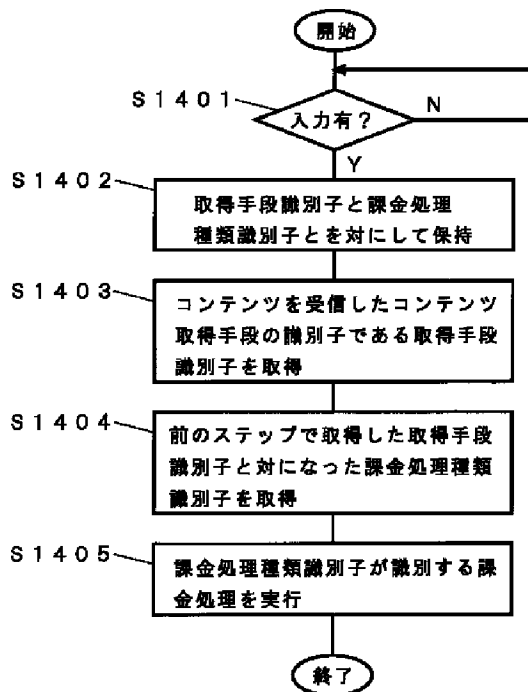 開始
S1401
入力有?
N
Y
S1402
取得手段識別子と課金処理
種類識別子とを対にして保持
S1403
コンテンツを受信したコンテンツ
取得手段の識別子である取得手段
識別子を取得
S1404
前のステップで取得した取得手段
識別子と対になった課金処理種類
識別子を取得
S1405
課金処理種類識別子が識別する課
金処理を実行
終了